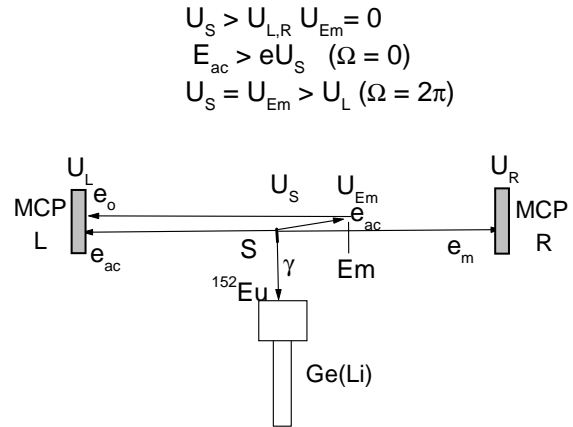 U_S > U_L,R U_Em = 0
E_ac > eU_S (Ω = 0)
U_S = U_Em > U_L (Ω = 2π)
U_L
U_R
U_S
U_Em
MCP
e_o
e_ac
MCP
L
S
R
e_ac
γ
Em
e_m
152Eu
Ge(Li)